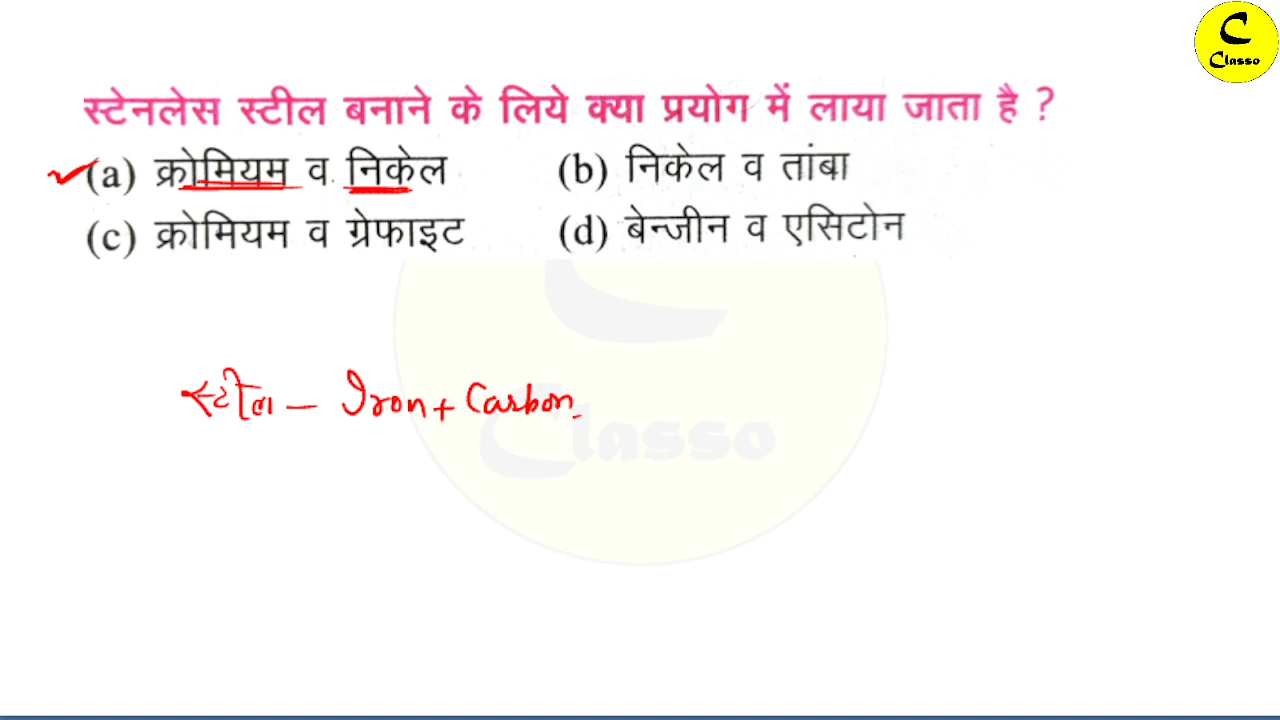 C
Classo
स्टेनलेस स्टील बनाने के लिये क्या प्रयोग में लाया जाता है ?
(a) क्रोमियम व निकेल (b) निकेल व तांबा
(c) क्रोमियम व ग्रेफाइट (d) बेन्जीन व एसिटोन
स्टील - Iron + Carbon
C
Classo